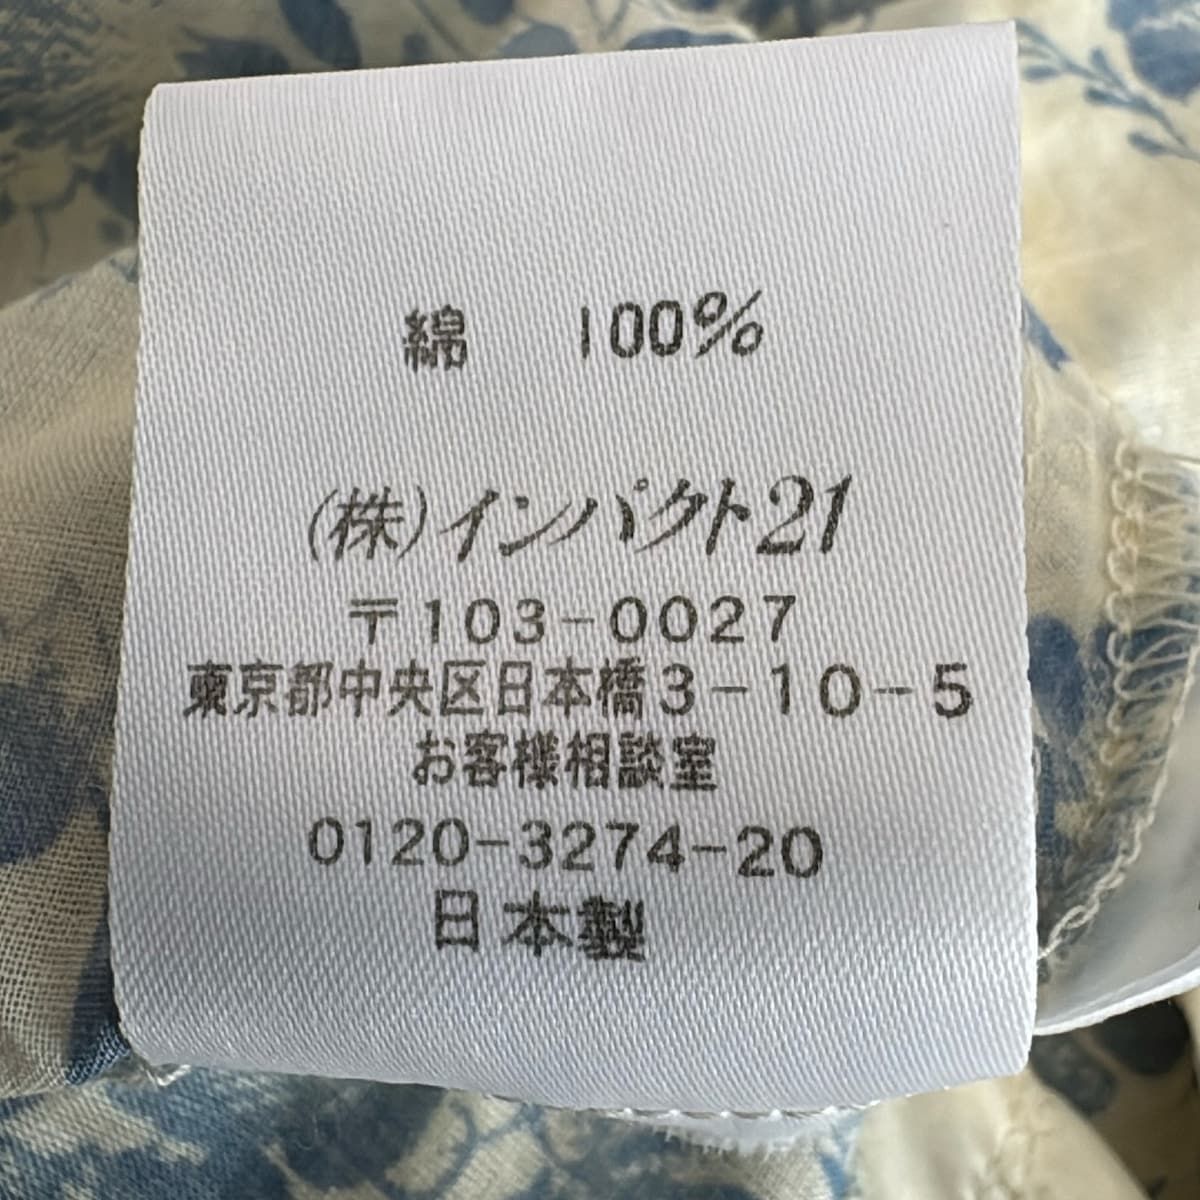 綿 100%
(株)インパクト21
〒103-0027
東京都中央区日本橋3-10-5
お客様相談室
0120-3274-20
日本製